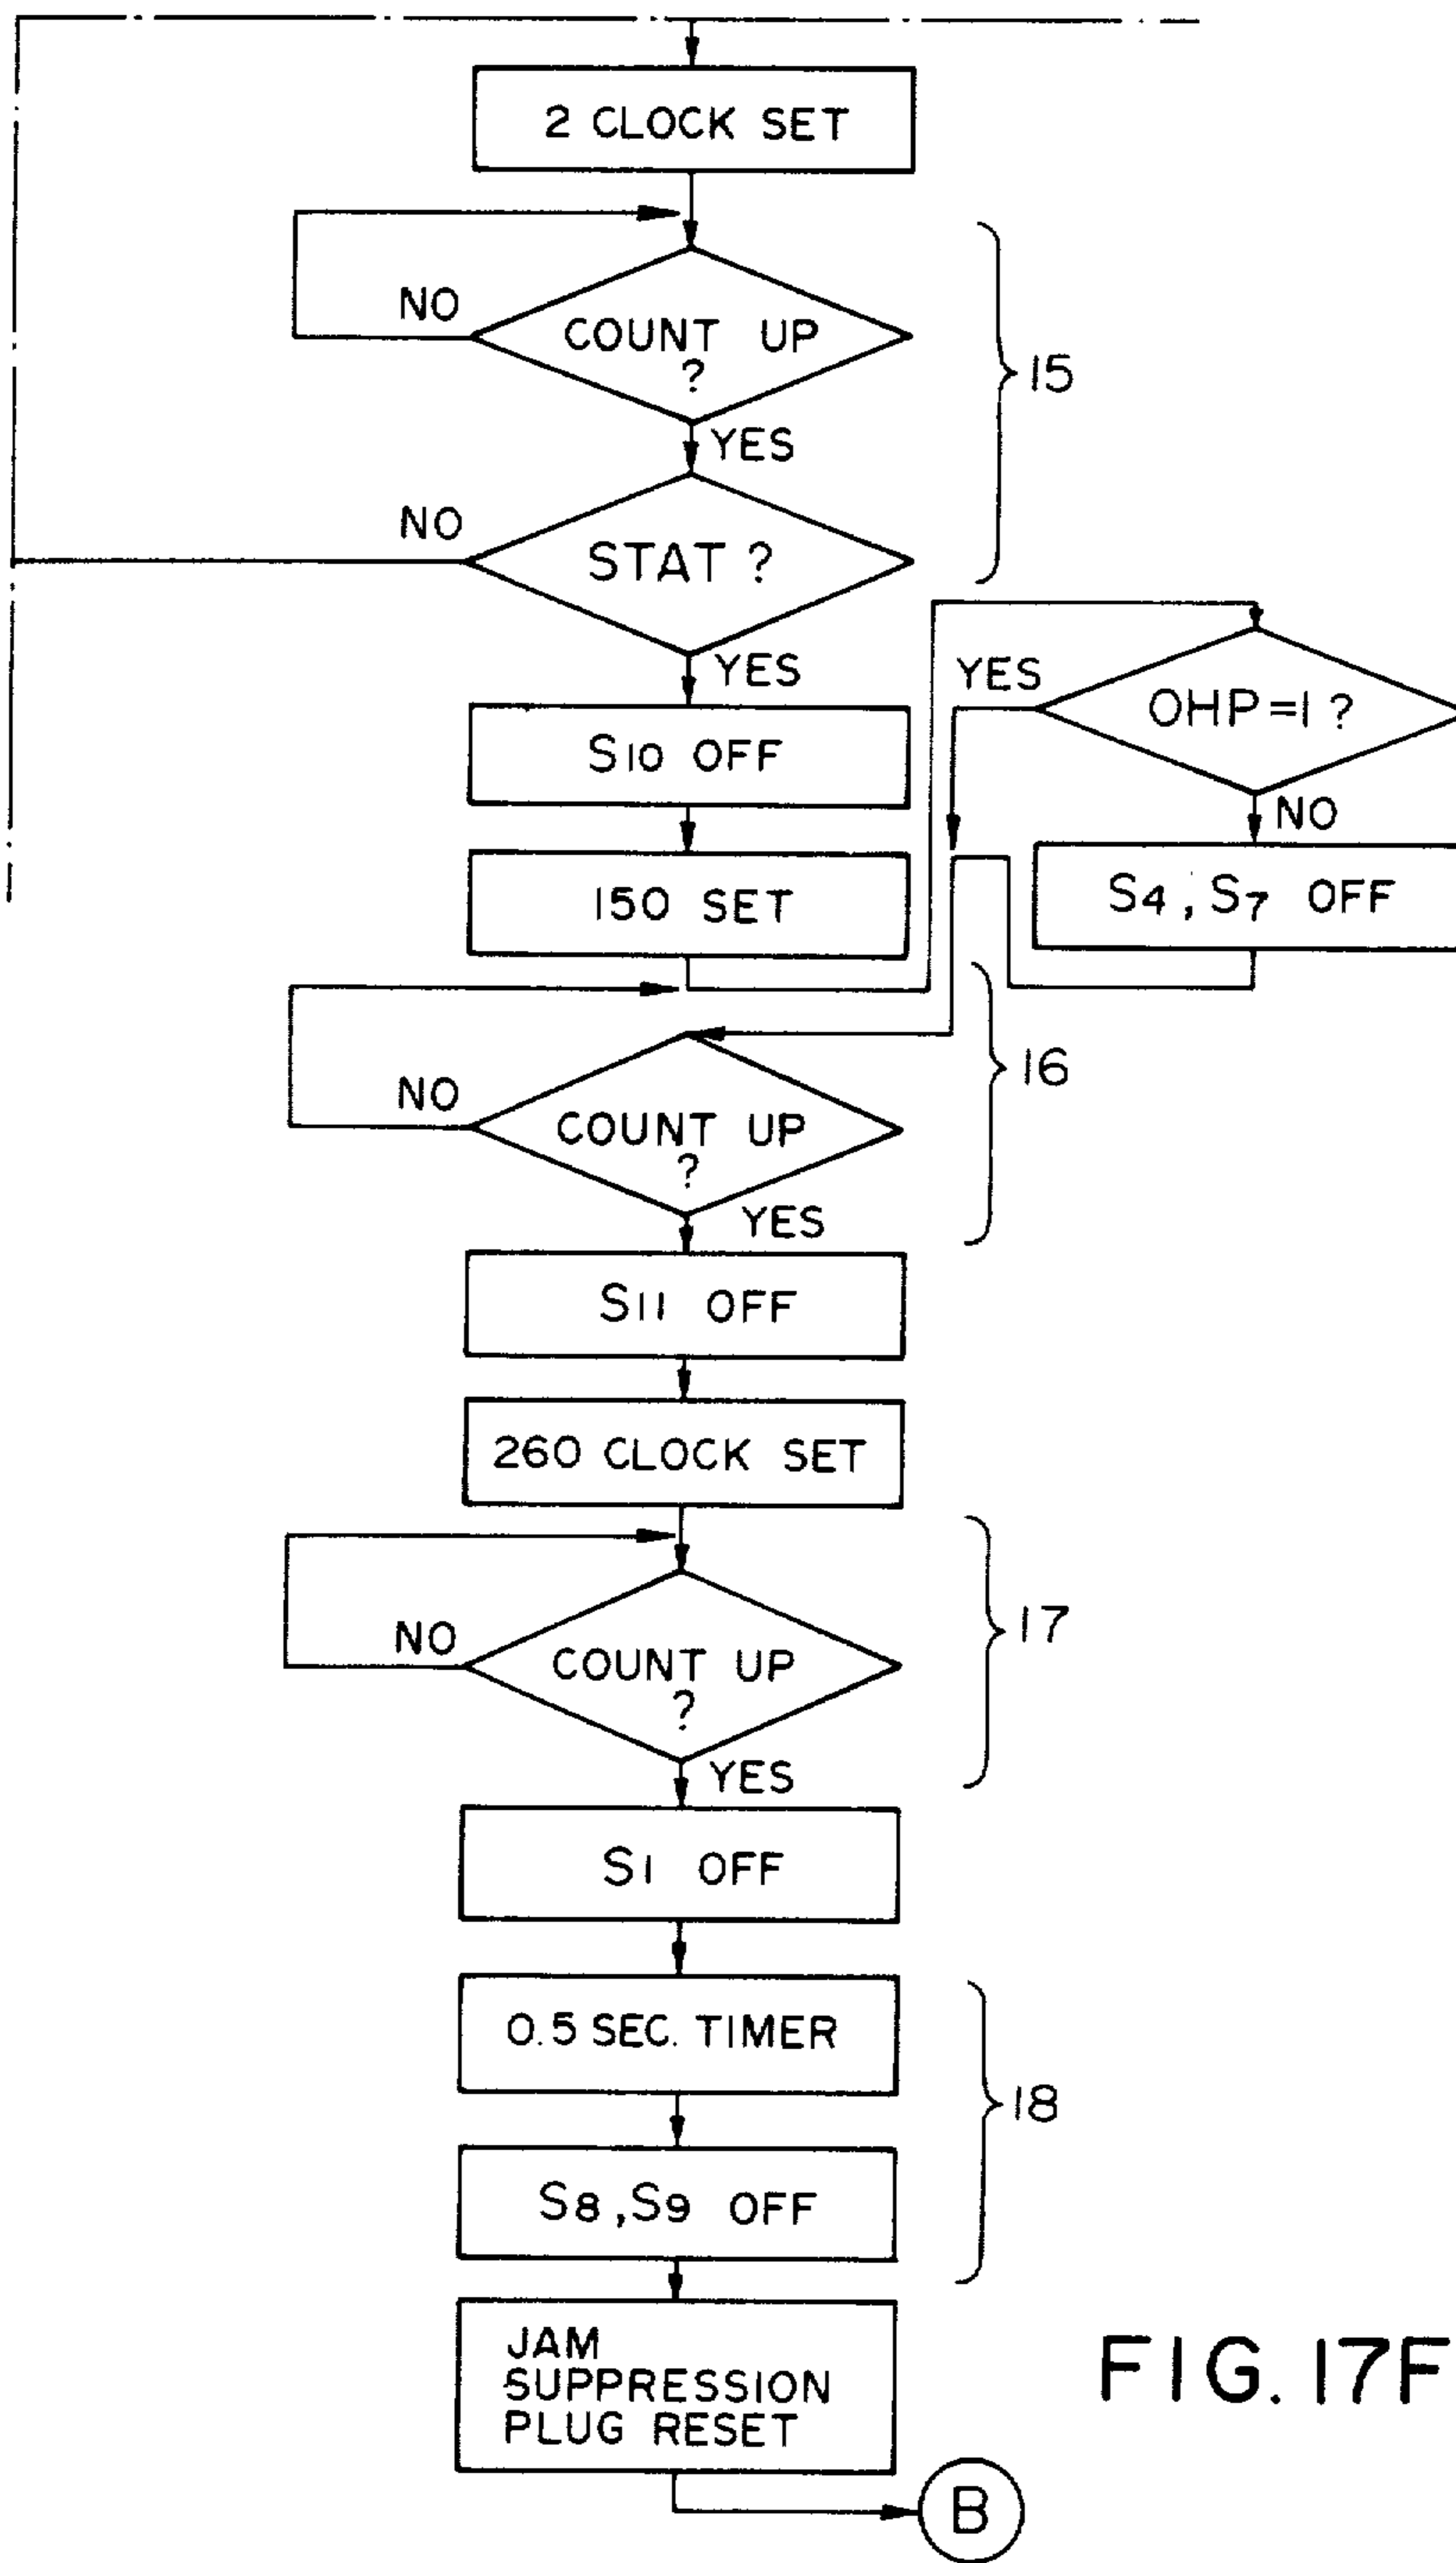 2 CLOCK SET
NO
COUNT UP
?
15
YES
NO
STAT ?
YES
YES
OHP=1 ?
S10 OFF
NO
150 SET
S4, S7 OFF
16
NO
COUNT UP
?
YES
S11 OFF
260 CLOCK SET
17
NO
COUNT UP
?
YES
S1 OFF
0.5 SEC. TIMER
18
S8, S9 OFF
JAM
SUPPRESSION
PLUG RESET
FIG. 17F
B